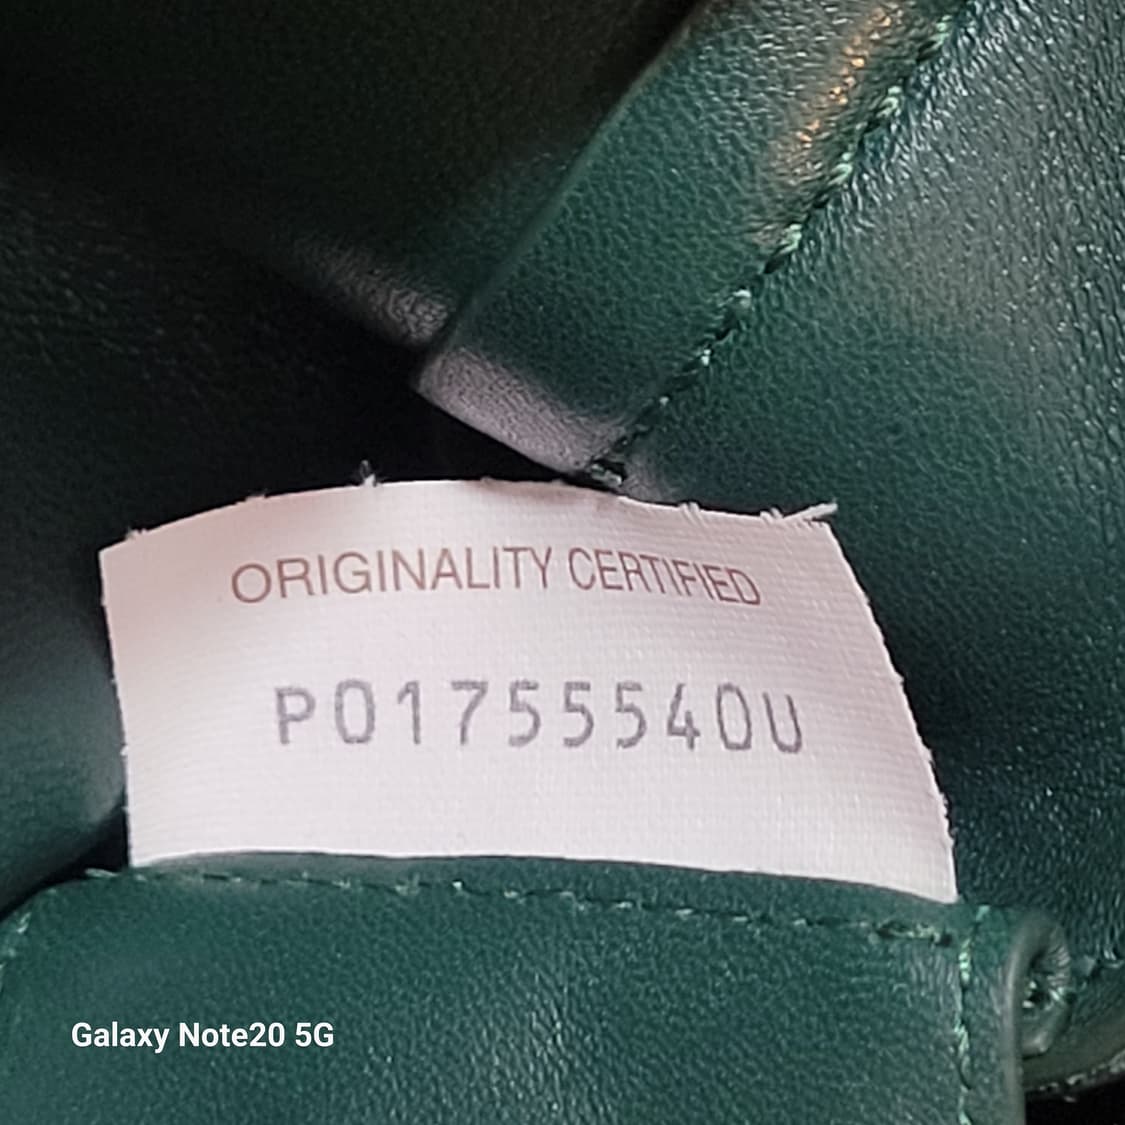 ORIGINALITY CERTIFIED
P01755540U
Galaxy Note20 5G